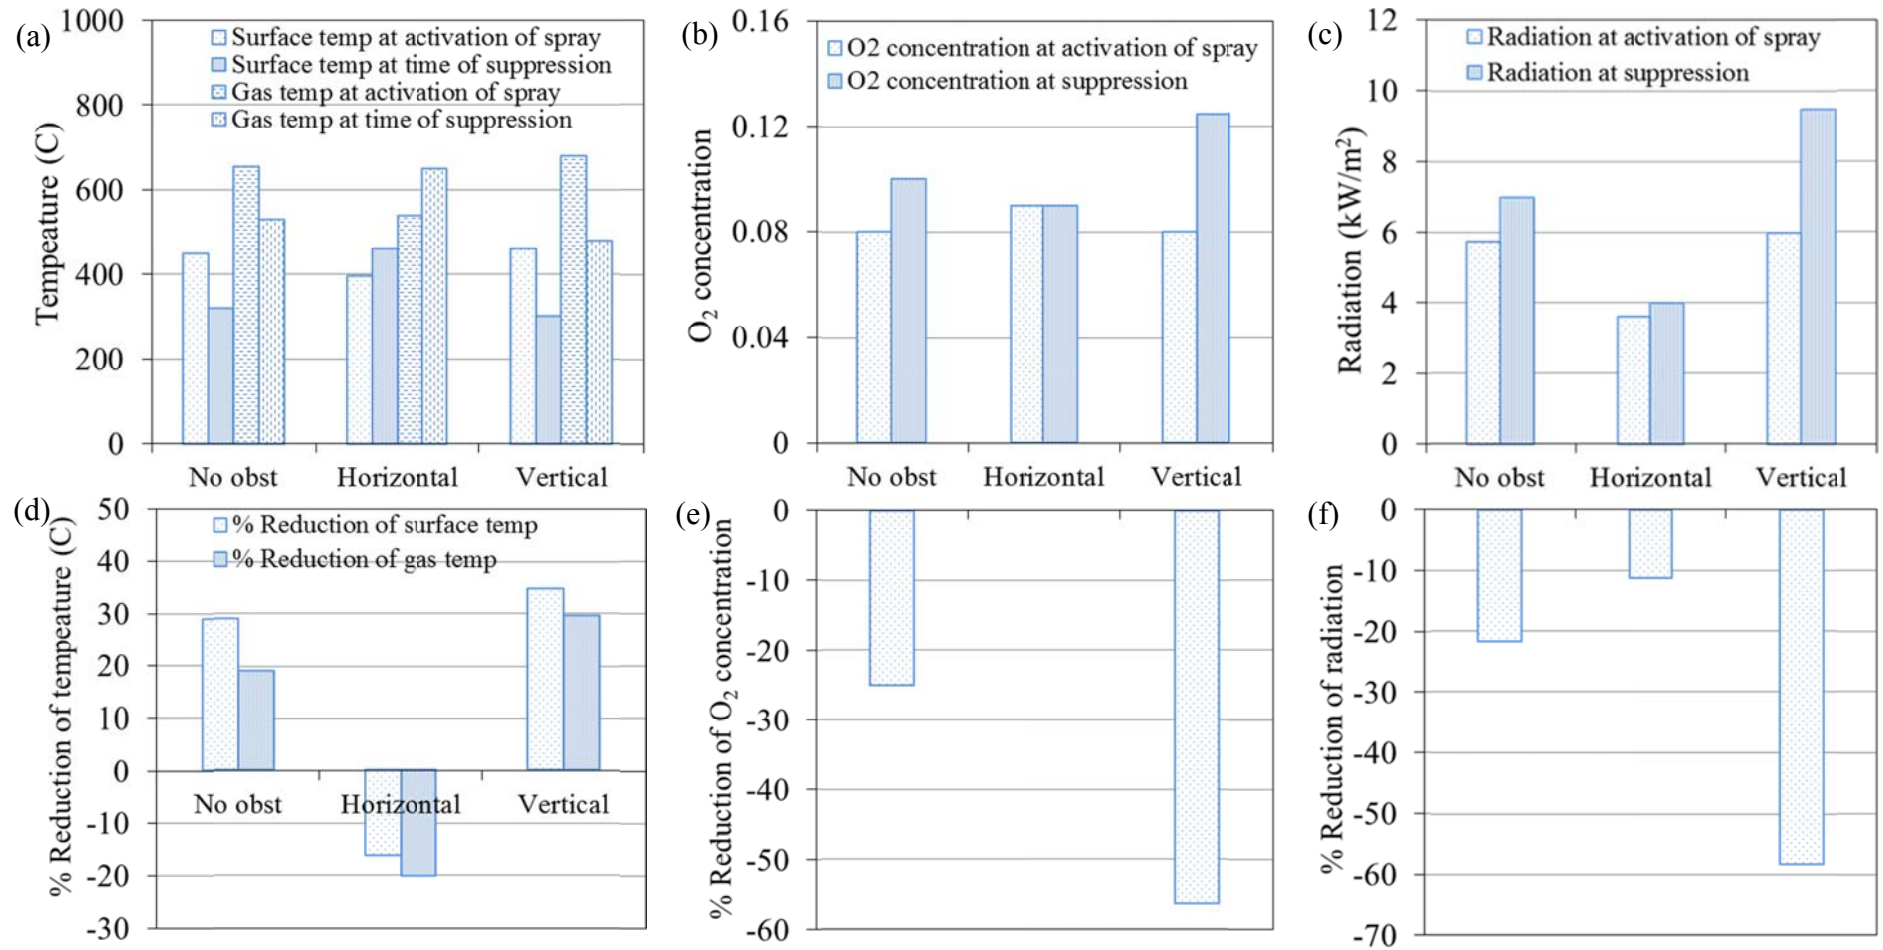 (a)
Tempeature (C)
1000
800
600
400
200
0
Surface temp at activation of spray
Surface temp at time of suppression
Gas temp at activation of spray
Gas temp at time of suppression
No obst Horizontal Vertical
(b)
O2 concentration
0.16
0.12
0.08
0.04
0
O2 concentration at activation of spray
O2 concentration at suppression
No obst Horizontal Vertical
(c)
Radiation (kW/m2)
12
10
8
6
4
2
0
Radiation at activation of spray
Radiation at suppression
No obst Horizontal Vertical
(d)
% Reduction of tempeature (C)
50
40
30
20
10
0
-10
-20
-30
% Reduction of surface temp
% Reduction of gas temp
No obst Horizontal Vertical
(e)
% Reduction of O2 concentration
0
-10
-20
-30
-40
-50
-60
(f)
% Reduction of radiation
0
-10
-20
-30
-40
-50
-60
-70